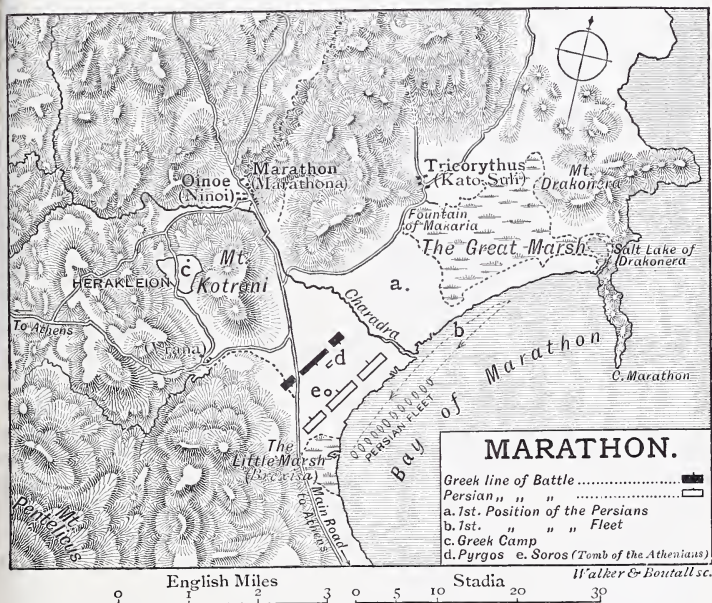 Marathon
(Marathona)
Oinoe
(Ninoi)
Tricorythus
(Kato-Suli)
Mt.
Drakonera
Fountain
of Makaria
The Great Marsh
Salt Lake of
Drakonera
HERAKLEION
c
Mt.
Kotroni
a.
Charadra
b
To Athens
(Vrana)
d
e
PERSIAN FLEET
Bay of Marathon
C. Marathon
The
Little Marsh
(Brexisa)
Main Road
to Athens
Mt.
Pentelicus
MARATHON.
Greek line of Battle
Persian „ „ „
a. 1st. Position of the Persians
b. 1st. „ „ „ Fleet
c. Greek Camp
d. Pyrgos e. Soros (Tomb of the Athenians)
Walker & Boutall sc.
English Miles
0 1 2 3
Stadia
0 5 10 20 30